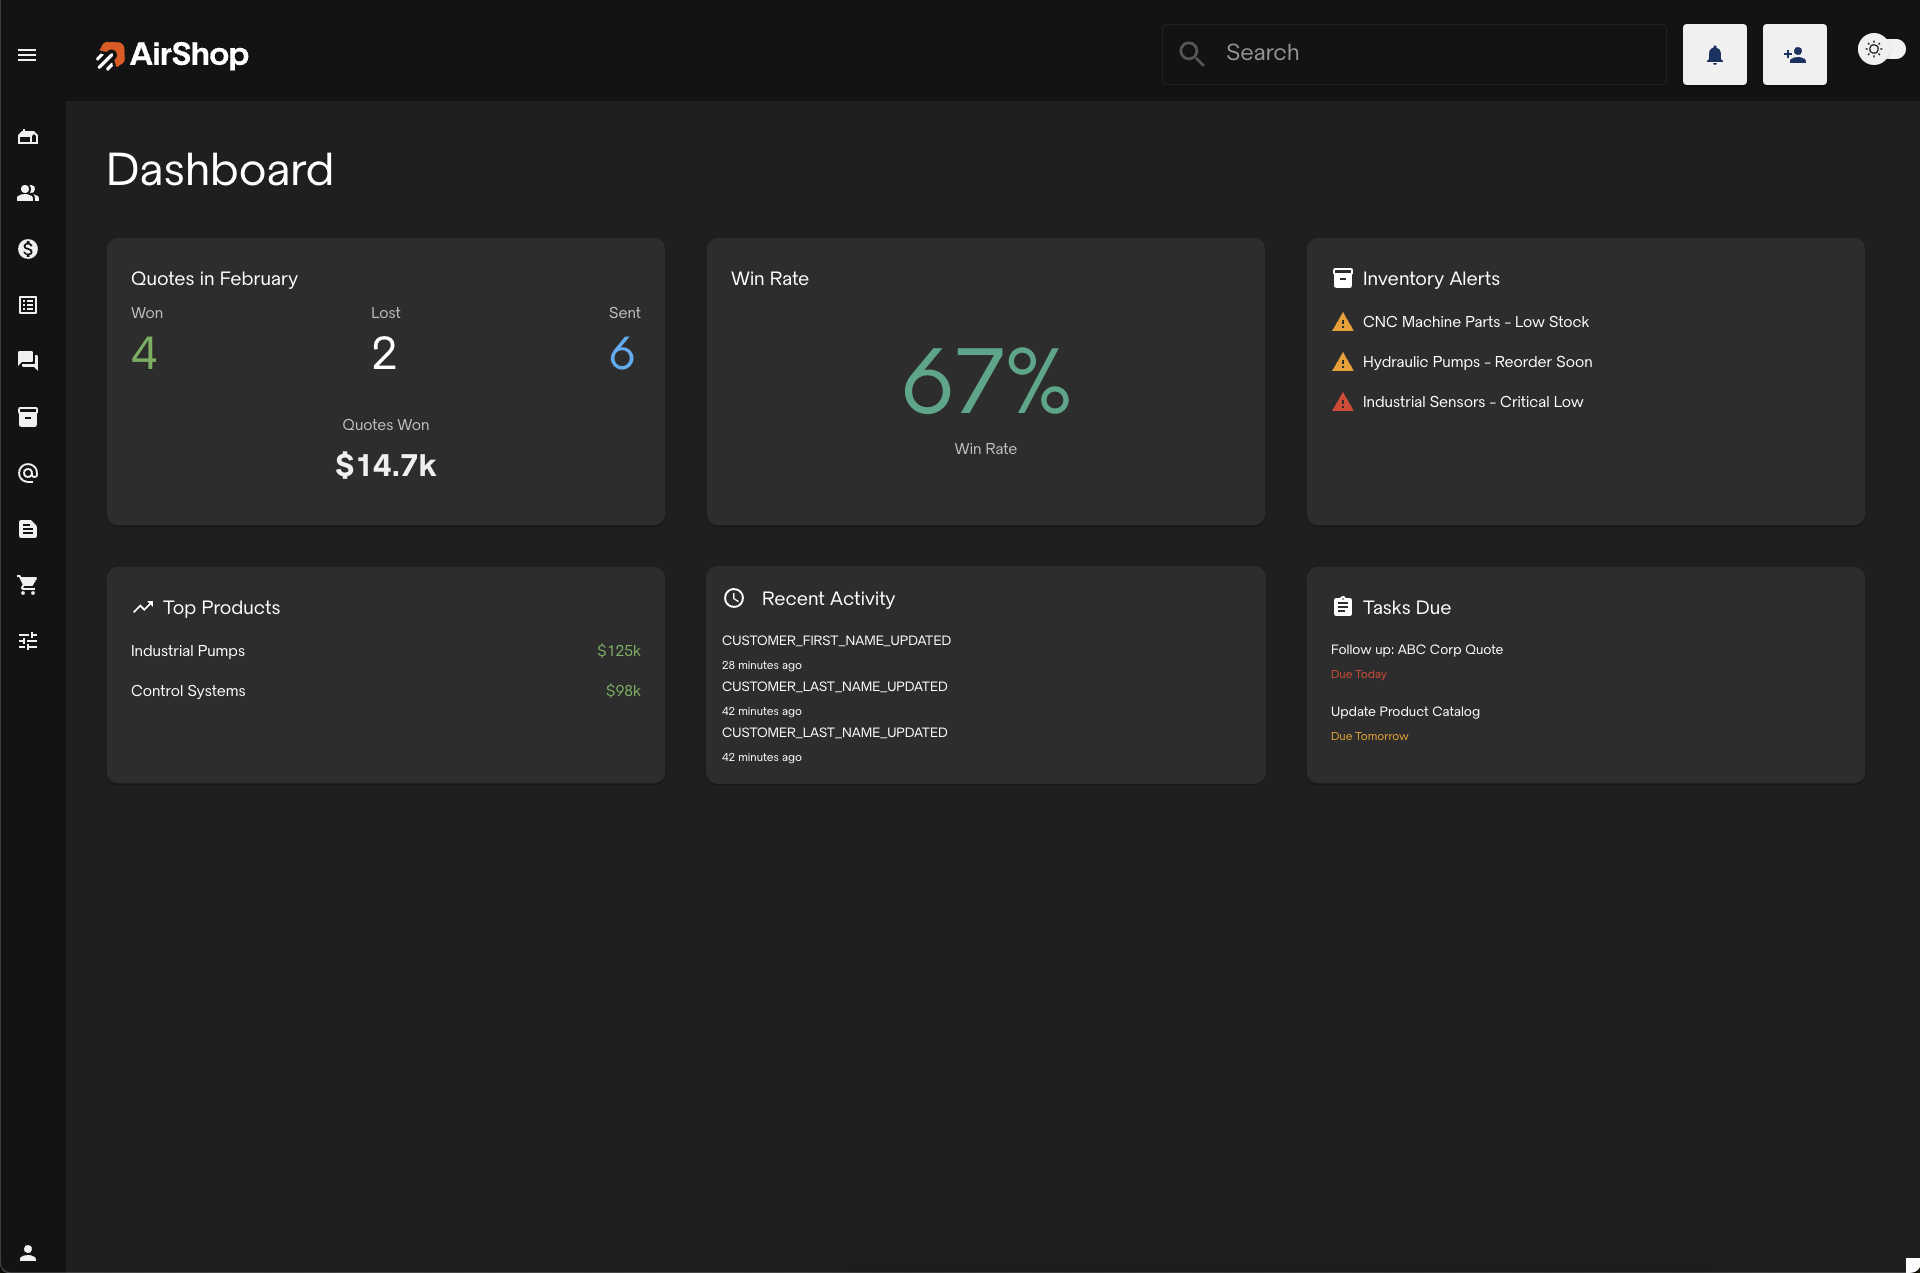 AirShop
Search
Dashboard
Quotes in February
Won
Lost
Sent
4
2
6
Quotes Won
$14.7k
Win Rate
67%
Win Rate
Inventory Alerts
CNC Machine Parts - Low Stock
Hydraulic Pumps - Reorder Soon
Industrial Sensors - Critical Low
Top Products
Industrial Pumps
$125k
Control Systems
$98k
Recent Activity
CUSTOMER_FIRST_NAME_UPDATED
28 minutes ago
CUSTOMER_LAST_NAME_UPDATED
42 minutes ago
CUSTOMER_LAST_NAME_UPDATED
42 minutes ago
Tasks Due
Follow up: ABC Corp Quote
Due Today
Update Product Catalog
Due Tomorrow